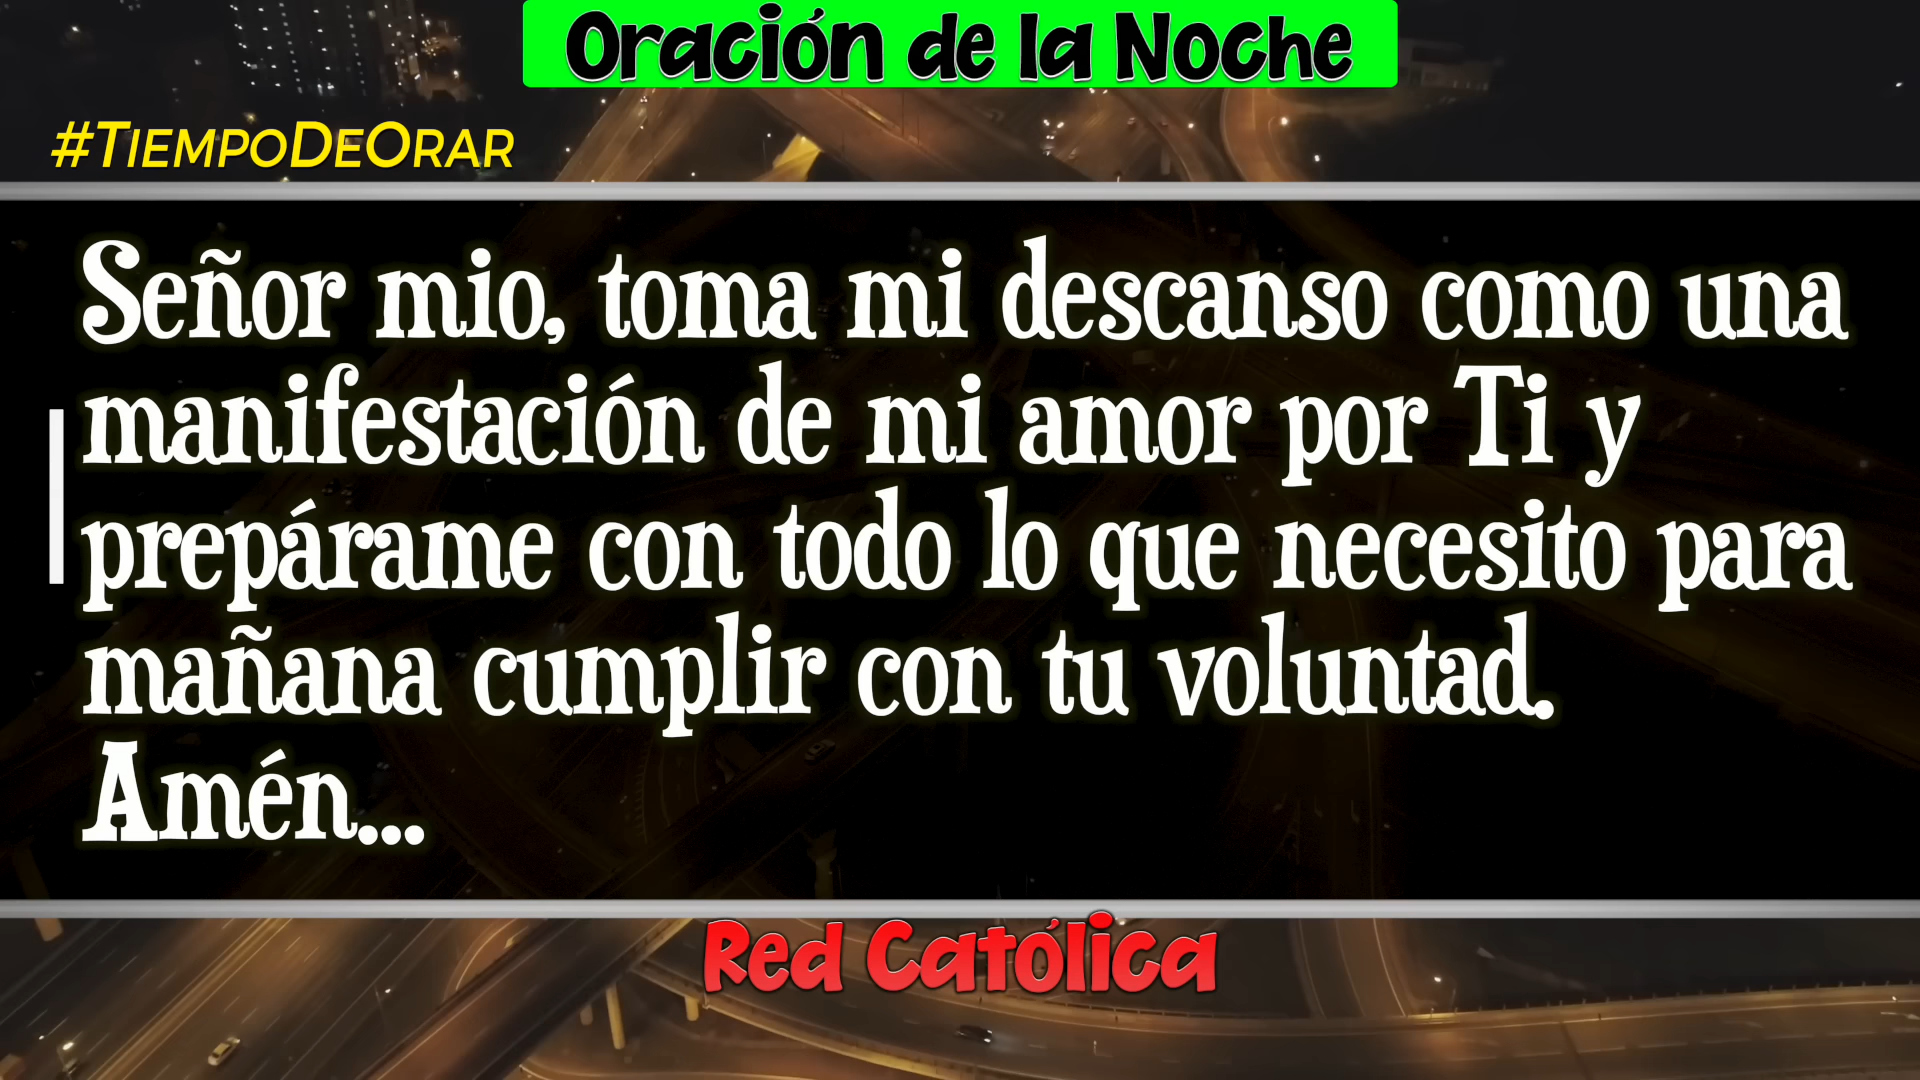 Oración de la Noche
#TiempoDeOrar
Señor mio, toma mi descanso como una
manifestación de mi amor por Ti y
prepárame con todo lo que necesito para
mañana cumplir con tu voluntad.
Amén...
Red Católica